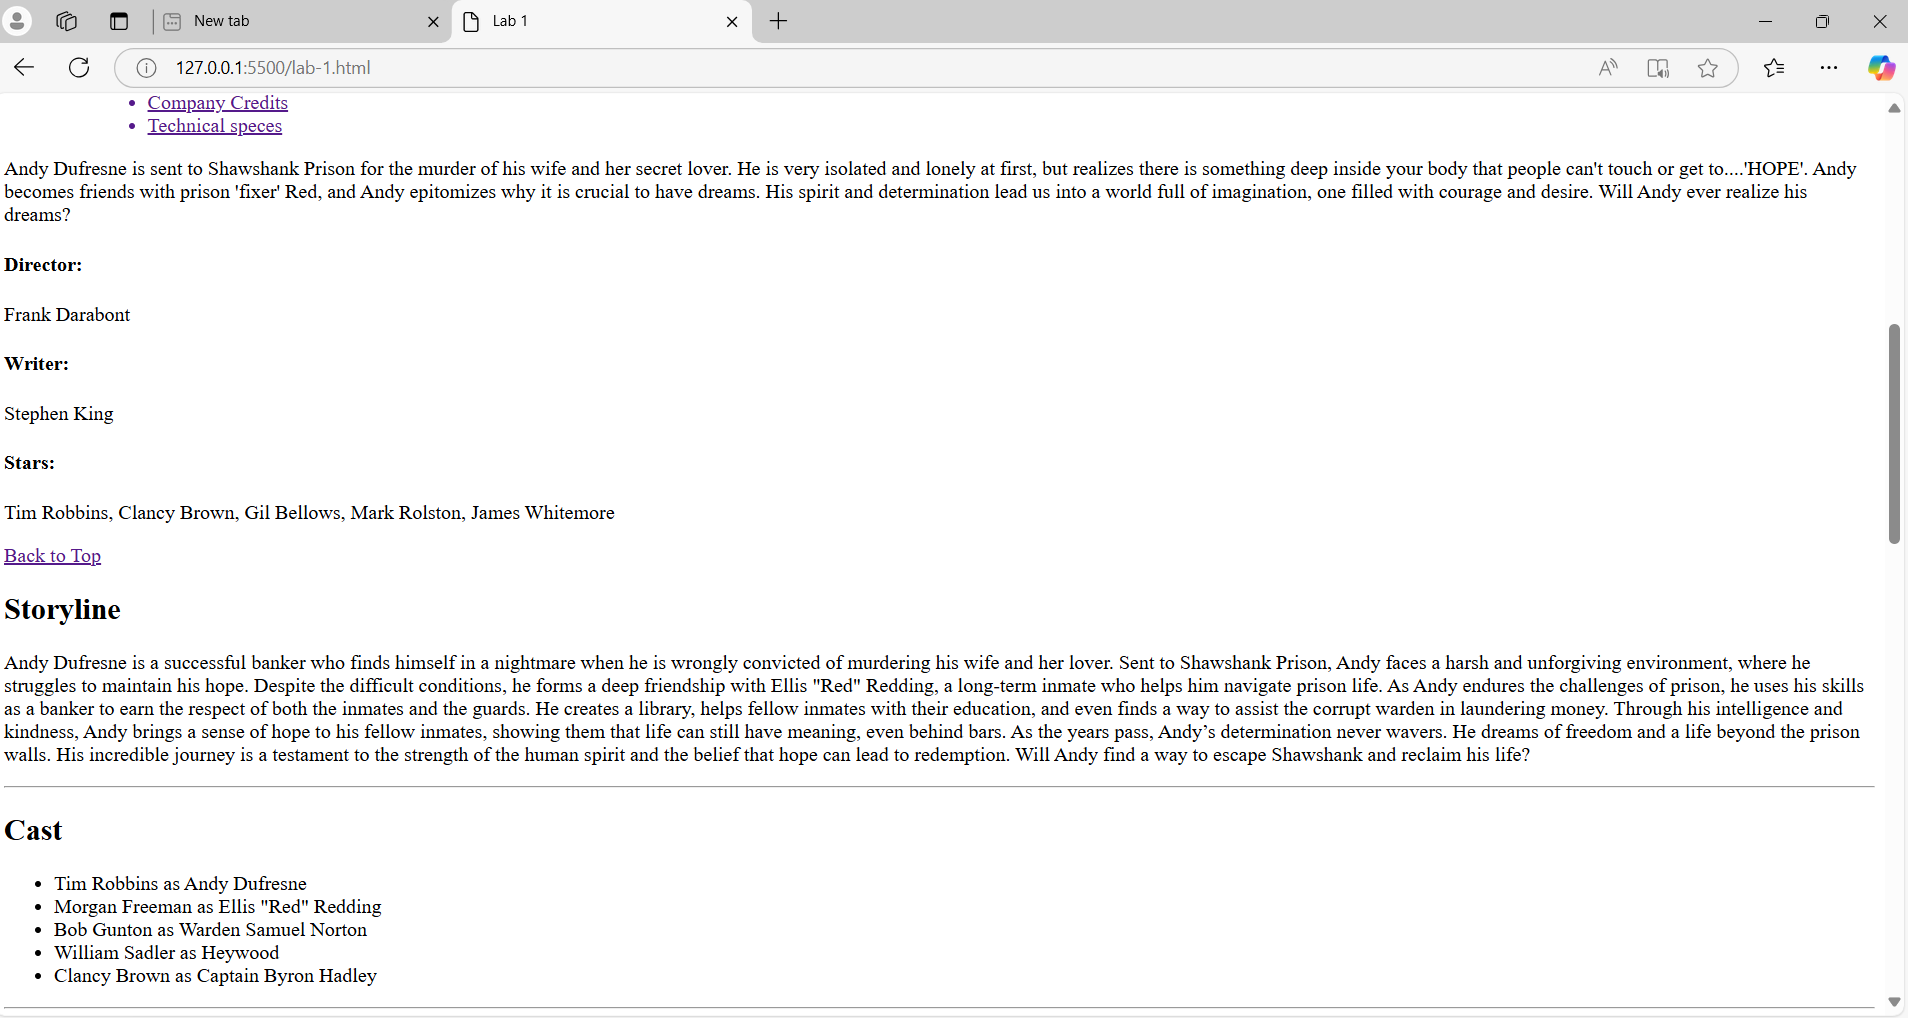 New tab
Lab 1
127.0.0.1:5500/lab-1.html
Company Credits
Technical speces
Andy Dufresne is sent to Shawshank Prison for the murder of his wife and her secret lover. He is very isolated and lonely at first, but realizes there is something deep inside your body that people can't touch or get to....'HOPE'. Andy
becomes friends with prison 'fixer' Red, and Andy epitomizes why it is crucial to have dreams. His spirit and determination lead us into a world full of imagination, one filled with courage and desire. Will Andy ever realize his
dreams?
Director:
Frank Darabont
Writer:
Stephen King
Stars:
Tim Robbins, Clancy Brown, Gil Bellows, Mark Rolston, James Whitemore
Back to Top
Storyline
Andy Dufresne is a successful banker who finds himself in a nightmare when he is wrongly convicted of murdering his wife and her lover. Sent to Shawshank Prison, Andy faces a harsh and unforgiving environment, where he
struggles to maintain his hope. Despite the difficult conditions, he forms a deep friendship with Ellis "Red" Redding, a long-term inmate who helps him navigate prison life. As Andy endures the challenges of prison, he uses his skills
as a banker to earn the respect of both the inmates and the guards. He creates a library, helps fellow inmates with their education, and even finds a way to assist the corrupt warden in laundering money. Through his intelligence and
kindness, Andy brings a sense of hope to his fellow inmates, showing them that life can still have meaning, even behind bars. As the years pass, Andy’s determination never wavers. He dreams of freedom and a life beyond the prison
walls. His incredible journey is a testament to the strength of the human spirit and the belief that hope can lead to redemption. Will Andy find a way to escape Shawshank and reclaim his life?
Cast
Tim Robbins as Andy Dufresne
Morgan Freeman as Ellis "Red" Redding
Bob Gunton as Warden Samuel Norton
William Sadler as Heywood
Clancy Brown as Captain Byron Hadley